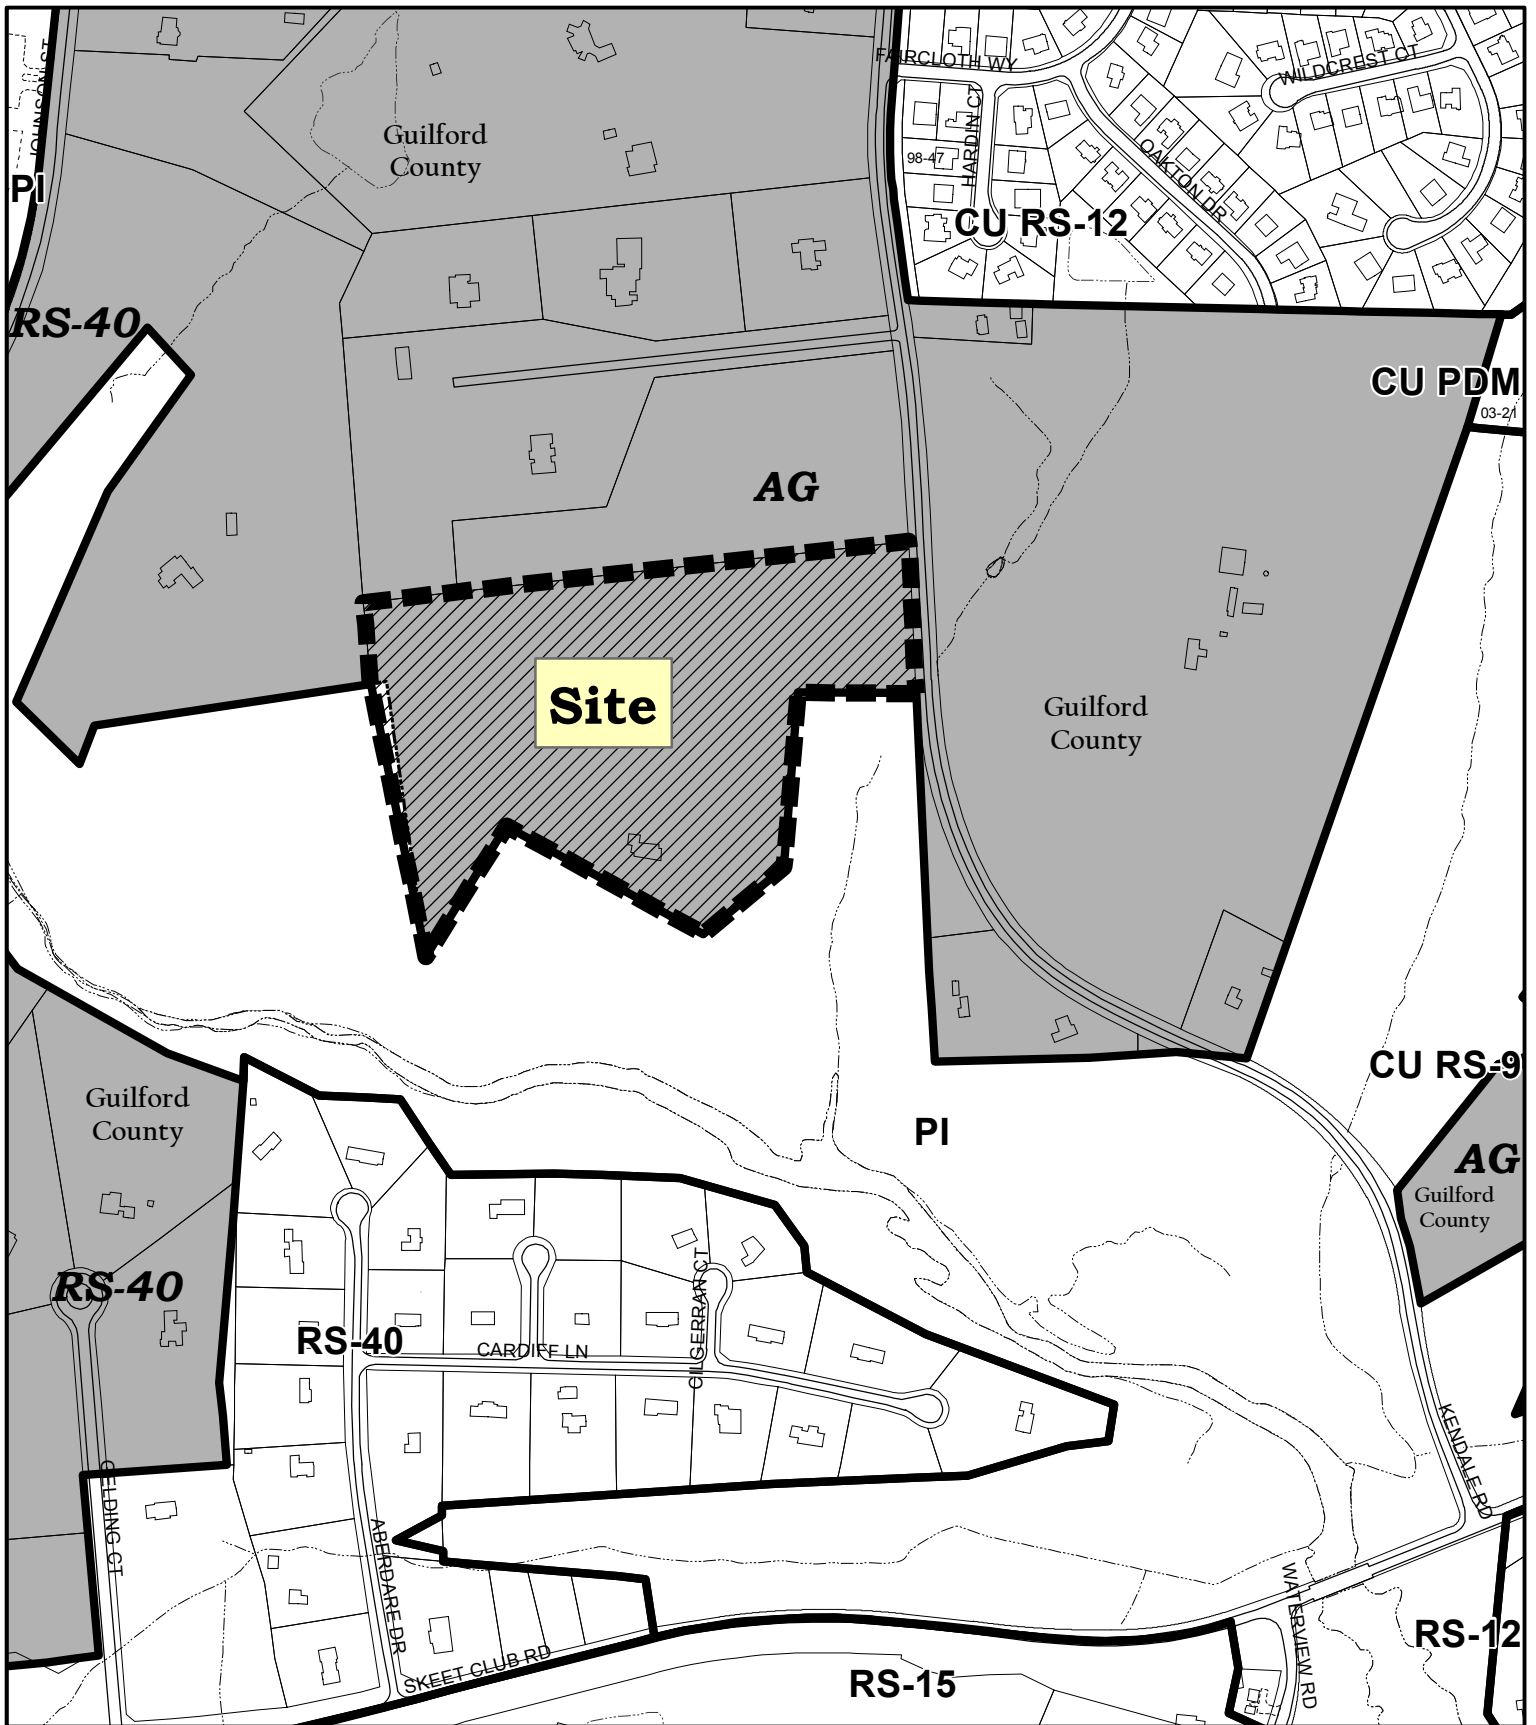 JOHNSON ST
FAIRCLOTH WY
WILDCREST CT
HARDIN CT
Guilford
County
98-47
OAKTON DR
PI
CU RS-12
RS-40
CU PDM
03-21
AG
Site
Guilford
County
CU RS-9
Guilford
County
PI
AG
Guilford
County
RS-40
RS-40
CARDIFF LN
CILGERRAN CT
KENDALE RD
GELDING CT
ABERDARE DR
WATERVIEW RD
RS-12
SKEET CLUB RD
RS-15